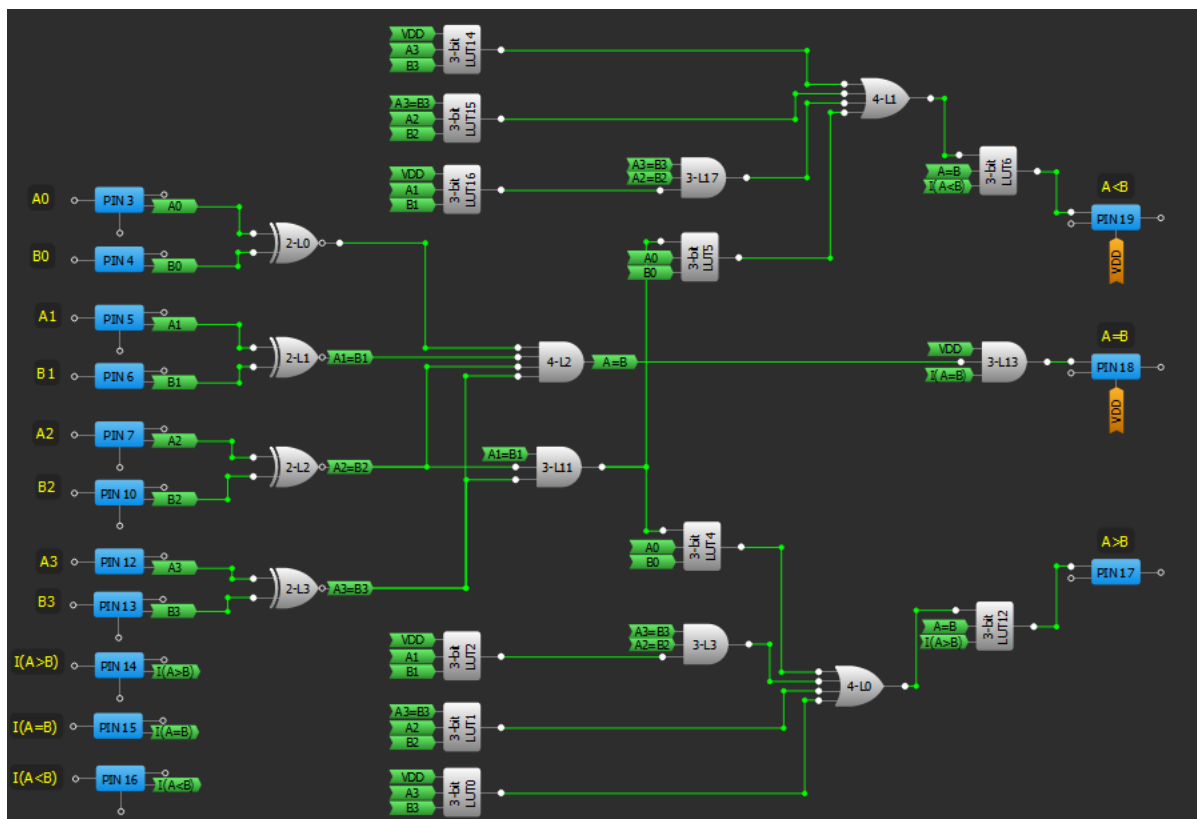 VDD
A3
B3
3-bit LUT14
4-L1
A3=B3
A2
B2
3-bit LUT15
VDD
A1
B1
3-bit LUT16
A3=B3
A2=B2
3-L17
A=B
I(A<B)
3-bit LUT6
A<B
PIN 19
VDD
A0
PIN 3
A0
2-L0
B0
PIN 4
B0
A0
B0
3-bit LUT5
A1
PIN 5
A1
2-L1
A1=B1
B1
PIN 6
B1
4-L2
A=B
VDD
I(A=B)
3-L13
A=B
PIN 18
VDD
A2
PIN 7
A2
2-L2
A2=B2
B2
PIN 10
B2
A1=B1
3-L11
A3
PIN 12
A3
2-L3
A3=B3
B3
PIN 13
B3
A0
B0
3-bit LUT4
A>B
PIN 17
I(A>B)
PIN 14
I(A>B)
VDD
A1
B1
3-bit LUT2
A3=B3
A2=B2
3-L3
A=B
I(A>B)
3-bit LUT12
4-L0
I(A=B)
PIN 15
I(A=B)
A3=B3
A2
B2
3-bit LUT1
I(A<B)
PIN 16
I(A<B)
VDD
A3
B3
3-bit LUT0